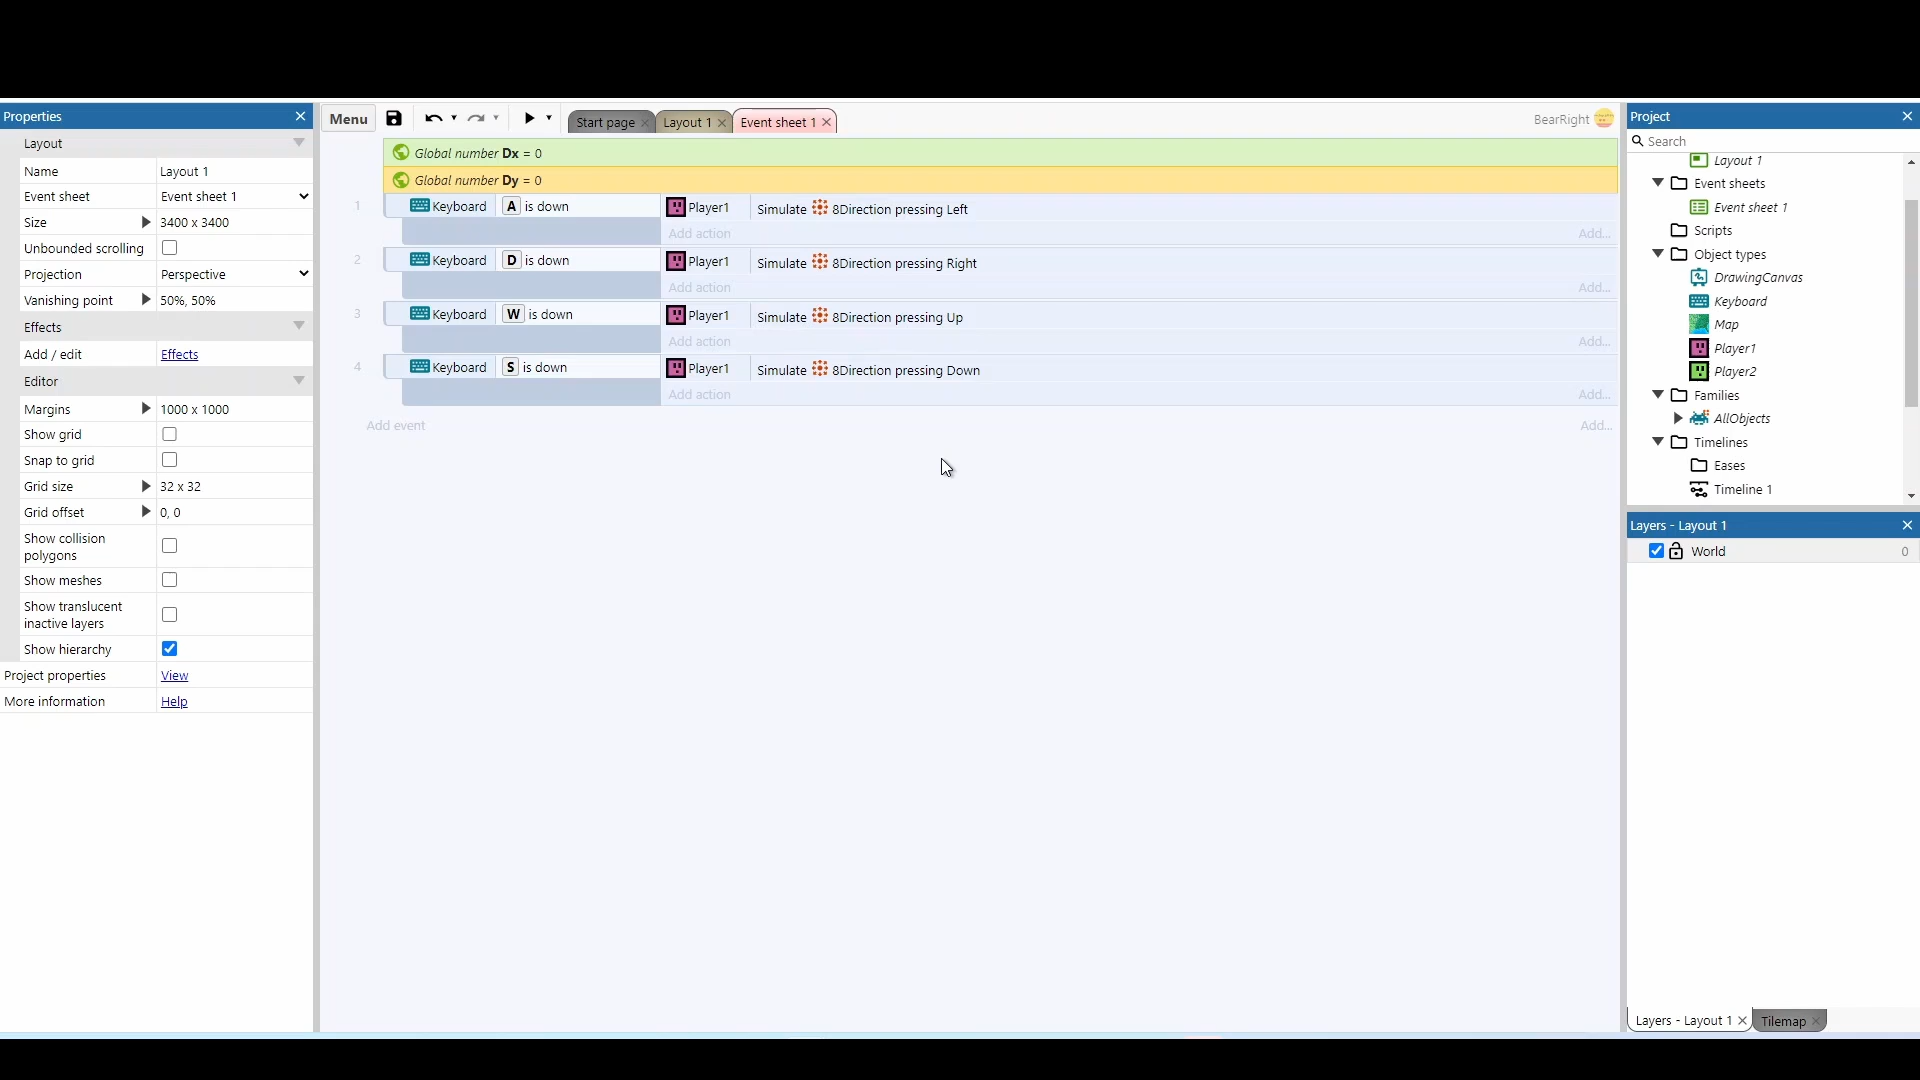 Properties
Layout
Name Layout 1
Event sheet Event sheet 1
Size 3400 x 3400
Unbounded scrolling
Projection Perspective
Vanishing point 50%, 50%
Effects
Add / edit Effects
Editor
Margins 1000 x 1000
Show grid
Snap to grid
Grid size 32 x 32
Grid offset 0, 0
Show collision
polygons
Show meshes
Show translucent
inactive layers
Show hierarchy
Project properties View
More information Help
Menu Start page Layout 1 Event sheet 1 BearRight
Global number Dx = 0
Global number Dy = 0
1 Keyboard A is down Player1 Simulate 8Direction pressing Left
Add action Add...
2 Keyboard D is down Player1 Simulate 8Direction pressing Right
Add action Add...
3 Keyboard W is down Player1 Simulate 8Direction pressing Up
Add action Add...
4 Keyboard S is down Player1 Simulate 8Direction pressing Down
Add action Add...
Add event Add...
Project
Search
Layout 1
Event sheets
Event sheet 1
Scripts
Object types
DrawingCanvas
Keyboard
Map
Player1
Player2
Families
AllObjects
Timelines
Eases
Timeline 1
Layers - Layout 1
World 0
Layers - Layout 1 Tilemap